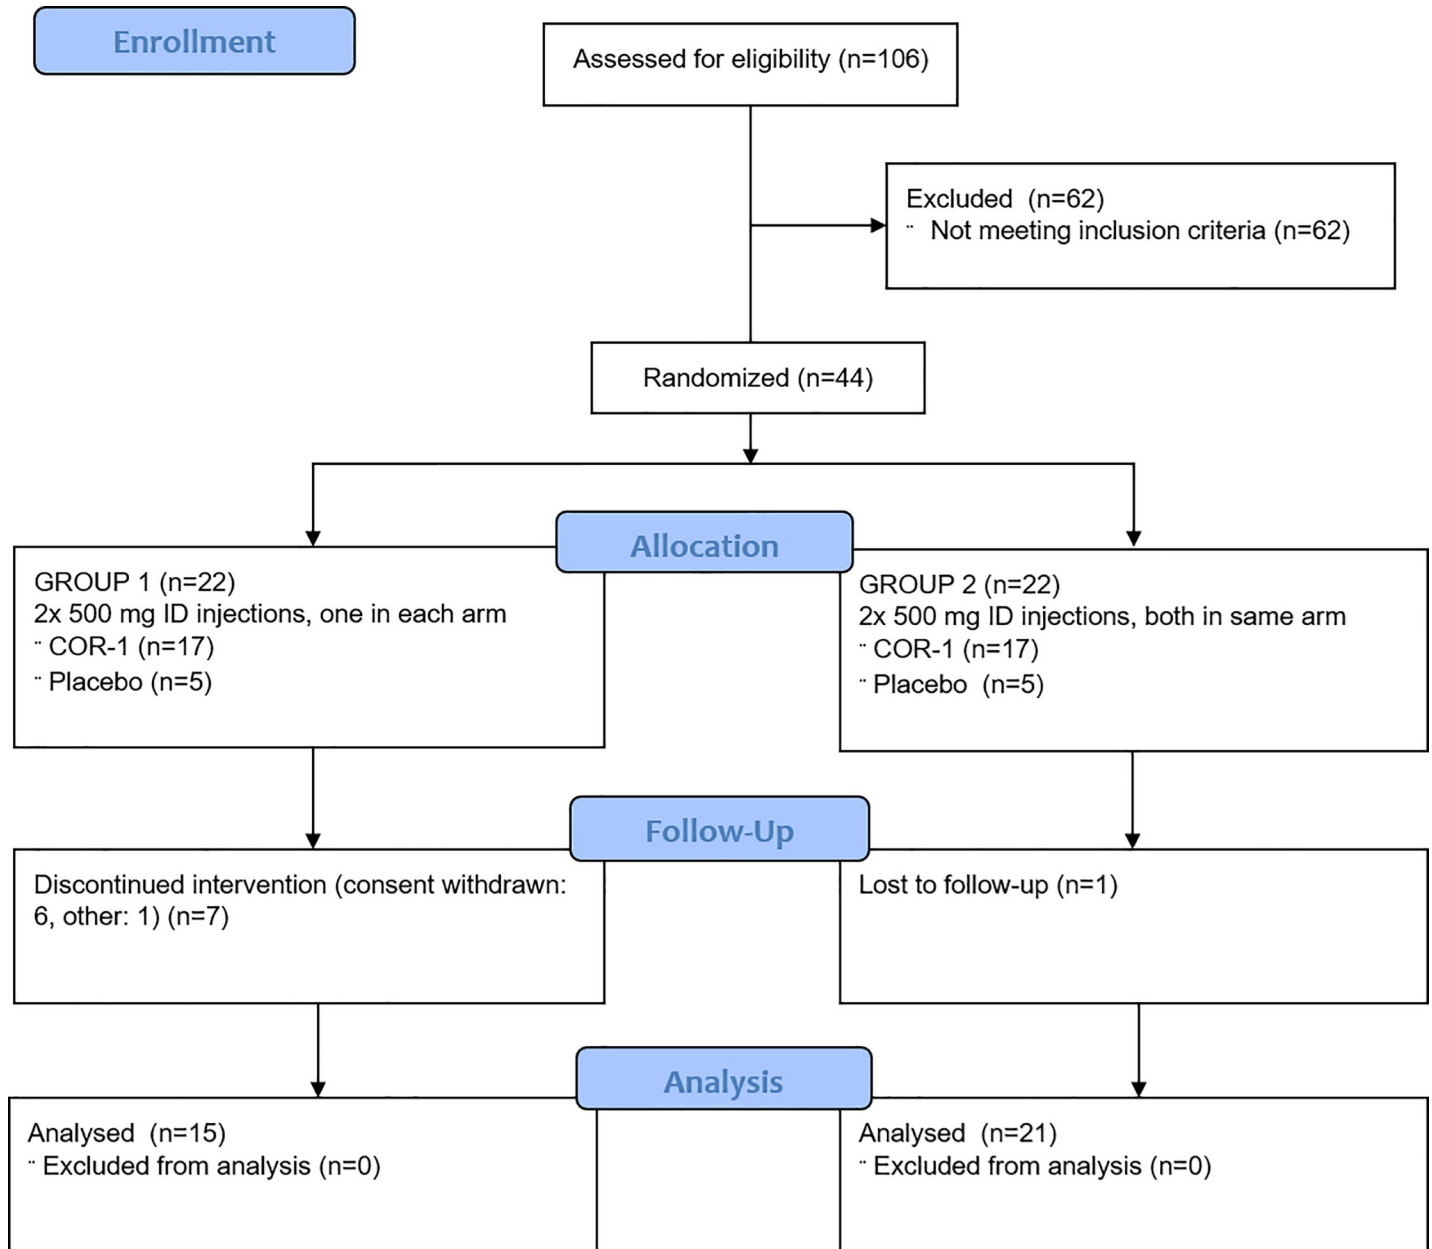 Enrollment
Assessed for eligibility (n=106)
Excluded  (n=62)
¨ Not meeting inclusion criteria (n=62)
Randomized (n=44)
Allocation
GROUP 1 (n=22)
2x 500 mg ID injections, one in each arm
¨ COR-1 (n=17)
¨ Placebo (n=5)
GROUP 2 (n=22)
2x 500 mg ID injections, both in same arm
¨ COR-1 (n=17)
¨ Placebo  (n=5)
Follow-Up
Discontinued intervention (consent withdrawn:
6, other: 1) (n=7)
Lost to follow-up (n=1)
Analysis
Analysed  (n=15)
¨ Excluded from analysis (n=0)
Analysed  (n=21)
¨ Excluded from analysis (n=0)